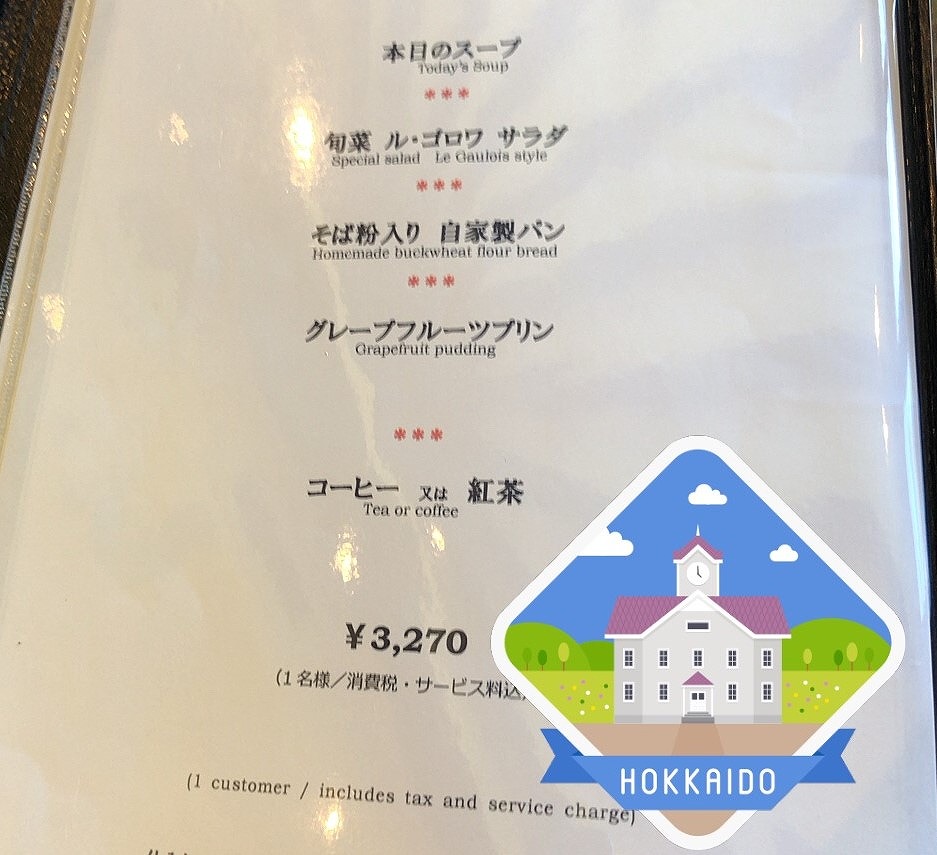 本日のスープ
Today's Soup
***
旬菜 ル・ゴロワ サラダ
Special salad Le Gaulois style
***
そば粉入り 自家製パン
Homemade buckwheat flour bread
***
グレープフルーツプリン
Grapefruit pudding
***
コーヒー 又は 紅茶
Tea or coffee
¥3,270
(1名様/消費税・サービス料込)
(1 customer / includes tax and service charge)
HOKKAIDO